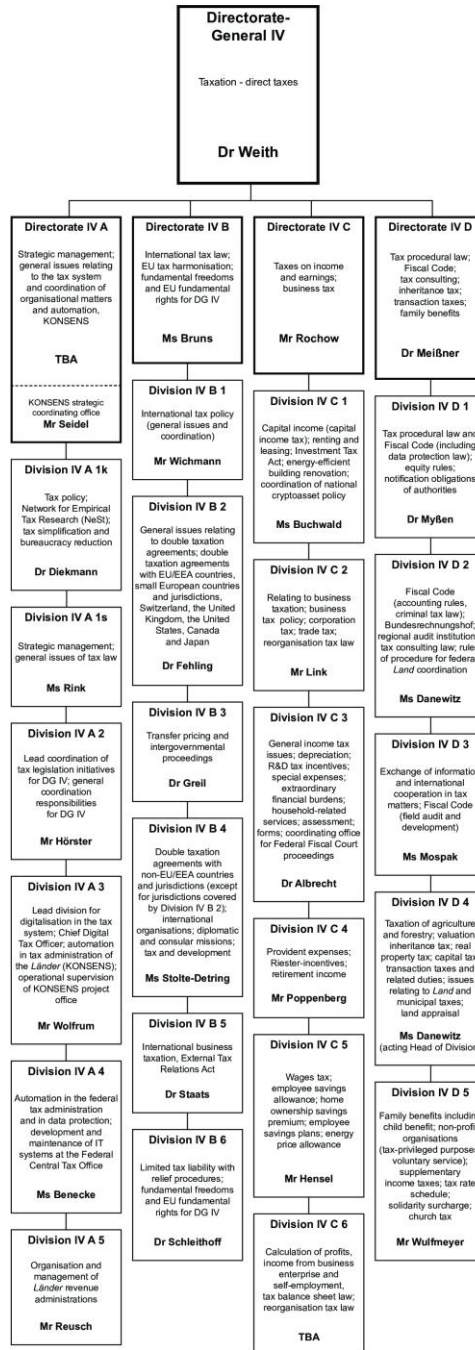 Directorate-
General IV
Taxation - direct taxes
Dr Weith
Directorate IV A
Strategic management;
general issues relating
to the tax system
and coordination of
organisational matters
and automation,
KONSENS
TBA
KONSENS strategic
coordinating office
Mr Seidel
Division IV A 1k
Tax policy;
Network for Empirical
Tax Research (NeSt);
tax simplification and
bureaucracy reduction
Dr Diekmann
Division IV A 1s
Strategic management;
general issues of tax law
Ms Rink
Division IV A 2
Lead coordination of
tax legislation initiatives
for DG IV; general
coordination
responsibilities
for DG IV
Mr Hörster
Division IV A 3
Lead division for
digitalisation in the tax
system; Chief Digital
Tax Officer; automation
in tax administration of
the Länder (KONSENS);
operational supervision
of KONSENS project
office
Mr Wolfrum
Division IV A 4
Automation in the federal
tax administration
and in data protection;
development and
maintenance of IT
systems at the Federal
Central Tax Office
Ms Benecke
Division IV A 5
Organisation and
management of
Länder revenue
administrations
Mr Reusch
Directorate IV B
International tax law;
EU tax harmonisation;
fundamental freedoms
and EU fundamental
rights for DG IV
Ms Bruns
Division IV B 1
International tax policy
(general issues and
coordination)
Mr Wichmann
Division IV B 2
General issues relating
to double taxation
agreements; double
taxation agreements
with EU/EEA countries,
small European countries
and jurisdictions,
Switzerland, the United
Kingdom, the United
States, Canada
and Japan
Dr Fehling
Division IV B 3
Transfer pricing and
intergovernmental
proceedings
Dr Greil
Division IV B 4
Double taxation
agreements with
non-EU/EEA countries
and jurisdictions (except
for jurisdictions covered
by Division IV B 2);
international
organisations; diplomatic
and consular missions;
tax and development
Ms Stolte-Detring
Division IV B 5
International business
taxation, External Tax
Relations Act
Dr Staats
Division IV B 6
Limited tax liability with
relief procedures;
fundamental freedoms
and EU fundamental
rights for DG IV
Dr Schleithoff
Directorate IV C
Taxes on income
and earnings;
business tax
Mr Rochow
Division IV C 1
Capital income (capital
income tax); renting and
leasing; Investment Tax
Act; energy-efficient
building renovation;
coordination of national
cryptoasset policy
Ms Buchwald
Division IV C 2
Relating to business
taxation; business
tax policy; corporation
tax; trade tax;
reorganisation tax law
Mr Link
Division IV C 3
General income tax
issues; depreciation;
R&D tax incentives;
special expenses;
extraordinary
financial burdens;
household-related
services; assessment;
forms; coordinating office
for Federal Fiscal Court
proceedings
Dr Albrecht
Division IV C 4
Provident expenses;
Riester-incentives;
retirement income
Mr Poppenberg
Division IV C 5
Wages tax;
employee savings
allowance; home
ownership savings
premium; employee
savings plans; energy
price allowance
Mr Hensel
Division IV C 6
Calculation of profits,
income from business
enterprise and
self-employment,
tax balance sheet law;
reorganisation tax law
TBA
Directorate IV D
Tax procedural law;
Fiscal Code;
tax consulting;
inheritance tax;
transaction taxes;
family benefits
Dr Meißner
Division IV D 1
Tax procedural law and
Fiscal Code (including
data protection law);
equity rules;
notification obligations
of authorities
Dr Myßen
Division IV D 2
Fiscal Code
(accounting rules,
criminal tax law);
Bundesrechnungshof;
regional audit institution
tax consulting law; rule
of procedure for federal
Land coordination
Ms Danewitz
Division IV D 3
Exchange of information
and international
cooperation in tax
matters; Fiscal Code
(field audit and
development)
Ms Mospak
Division IV D 4
Taxation of agriculture
and forestry; valuation
inheritance tax; real
property tax; capital tax
transaction taxes and
related duties; issues
relating to Land and
municipal taxes;
land appraisal
Ms Danewitz
(acting Head of Division
Division IV D 5
Family benefits includin
child benefit; non-profi
organisations
(tax-privileged purposes
voluntary service);
supplementary
income taxes; tax rate
schedule;
solidarity surcharge;
church tax
Mr Wulfmeyer